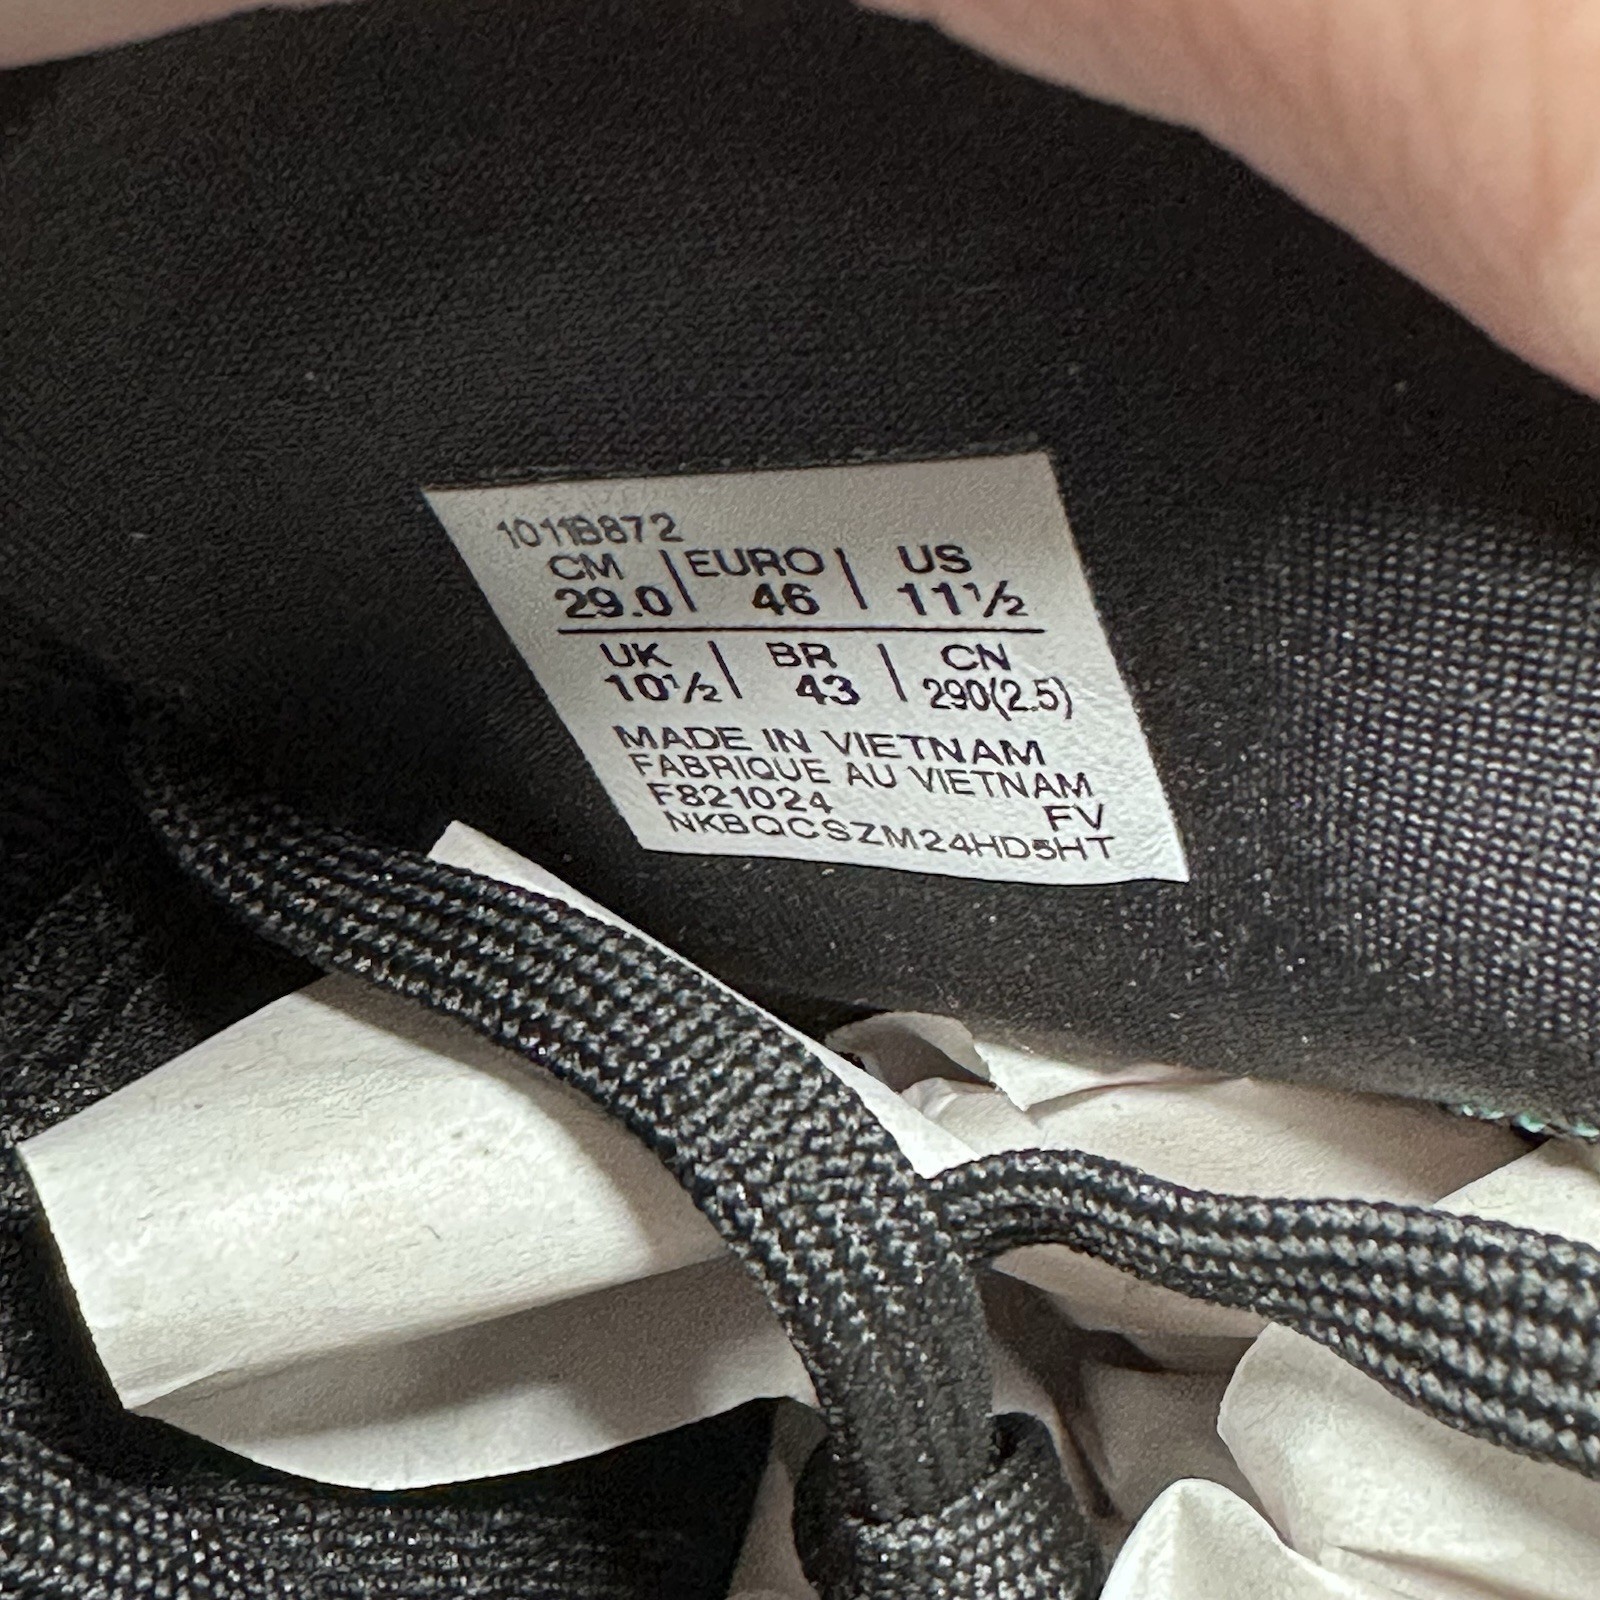 1011B872
CM | EURO | US
29.0 | 46 | 11½
UK | BR | CN
10½ | 43 | 290(2.5)
MADE IN VIETNAM
FABRIQUE AU VIETNAM
F821024 FV
NKBQCSZM24HD5HT